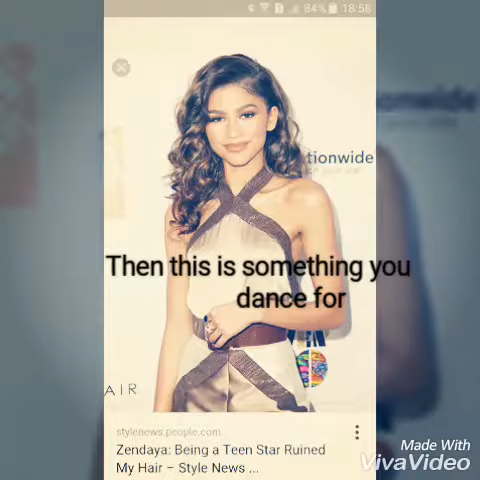 84% 18:58
tionwide
onwide
Then this is something you
dance for
AIR
stylenews.people.com
Zendaya: Being a Teen Star Ruined
My Hair – Style News ...
Made With
VivaVideo